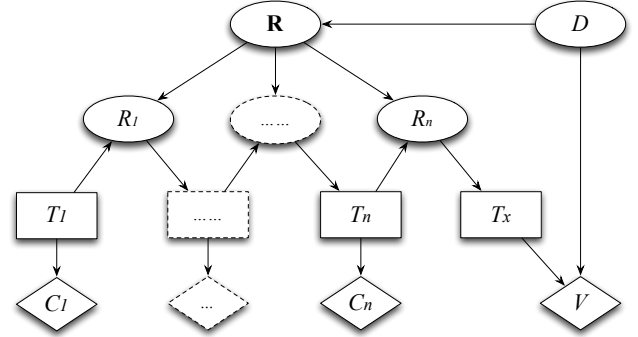 R D
R1 …… Rn
T1 …… Tn Tx
C1 … Cn V